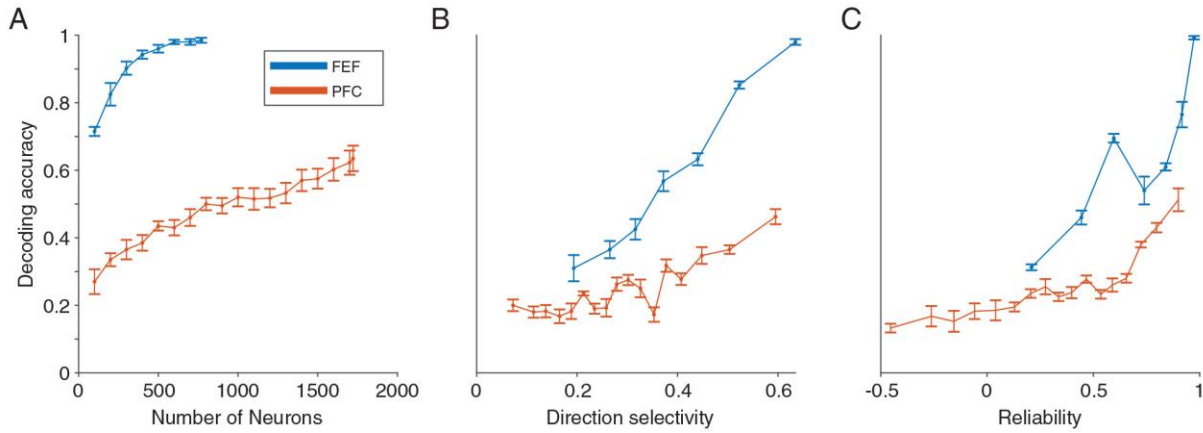 A
B
C
Decoding accuracy
1
0.8
0.6
0.4
0.2
0
FEF
PFC
0
500
1000
1500
2000
Number of Neurons
0
0.2
0.4
0.6
Direction selectivity
-0.5
0
0.5
1
Reliability